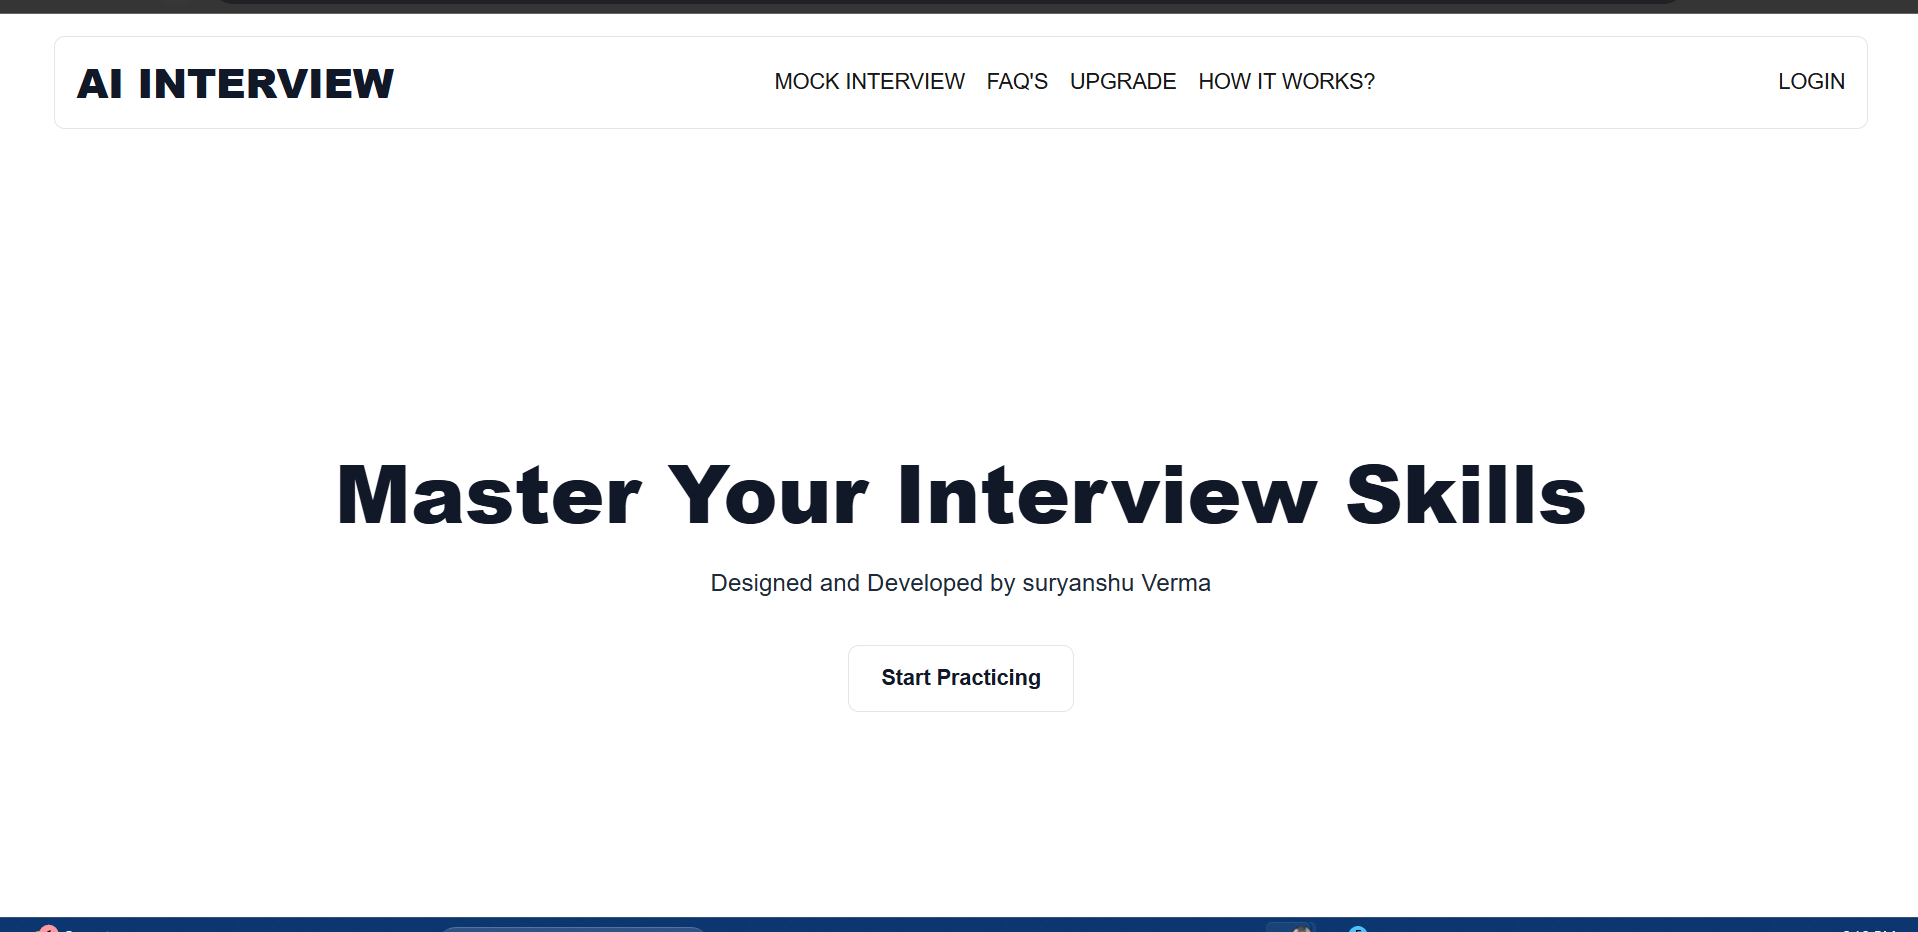 AI INTERVIEW
MOCK INTERVIEW FAQ'S UPGRADE HOW IT WORKS?
LOGIN
Master Your Interview Skills
Designed and Developed by suryanshu Verma
Start Practicing